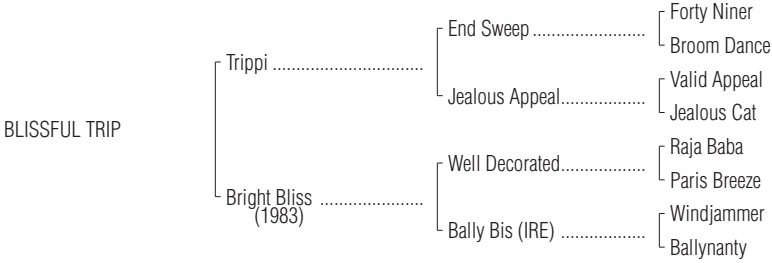 Forty Niner
End Sweep ........................
Broom Dance
Trippi ................................
Valid Appeal
Jealous Appeal..................
Jealous Cat
BLISSFUL TRIP
Raja Baba
Well Decorated..................
Paris Breeze
Bright Bliss ......................
(1983)
Windjammer
Bally Bis (IRE) ..................
Ballynanty